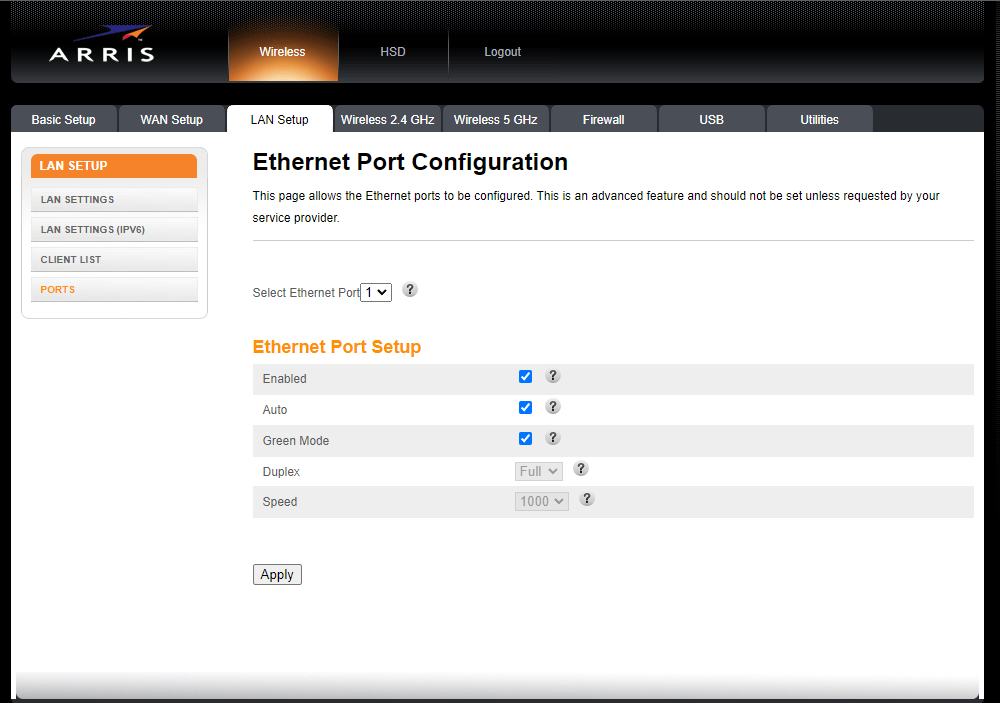 ARRIS
Wireless HSD Logout
Basic Setup WAN Setup LAN Setup Wireless 2.4 GHz Wireless 5 GHz Firewall USB Utilities
LAN SETUP
LAN SETTINGS
LAN SETTINGS (IPV6)
CLIENT LIST
PORTS
Ethernet Port Configuration
This page allows the Ethernet ports to be configured. This is an advanced feature and should not be set unless requested by your
service provider.
Select Ethernet Port 1 ?
Ethernet Port Setup
Enabled ?
Auto ?
Green Mode ?
Duplex Full ?
Speed 1000 ?
Apply